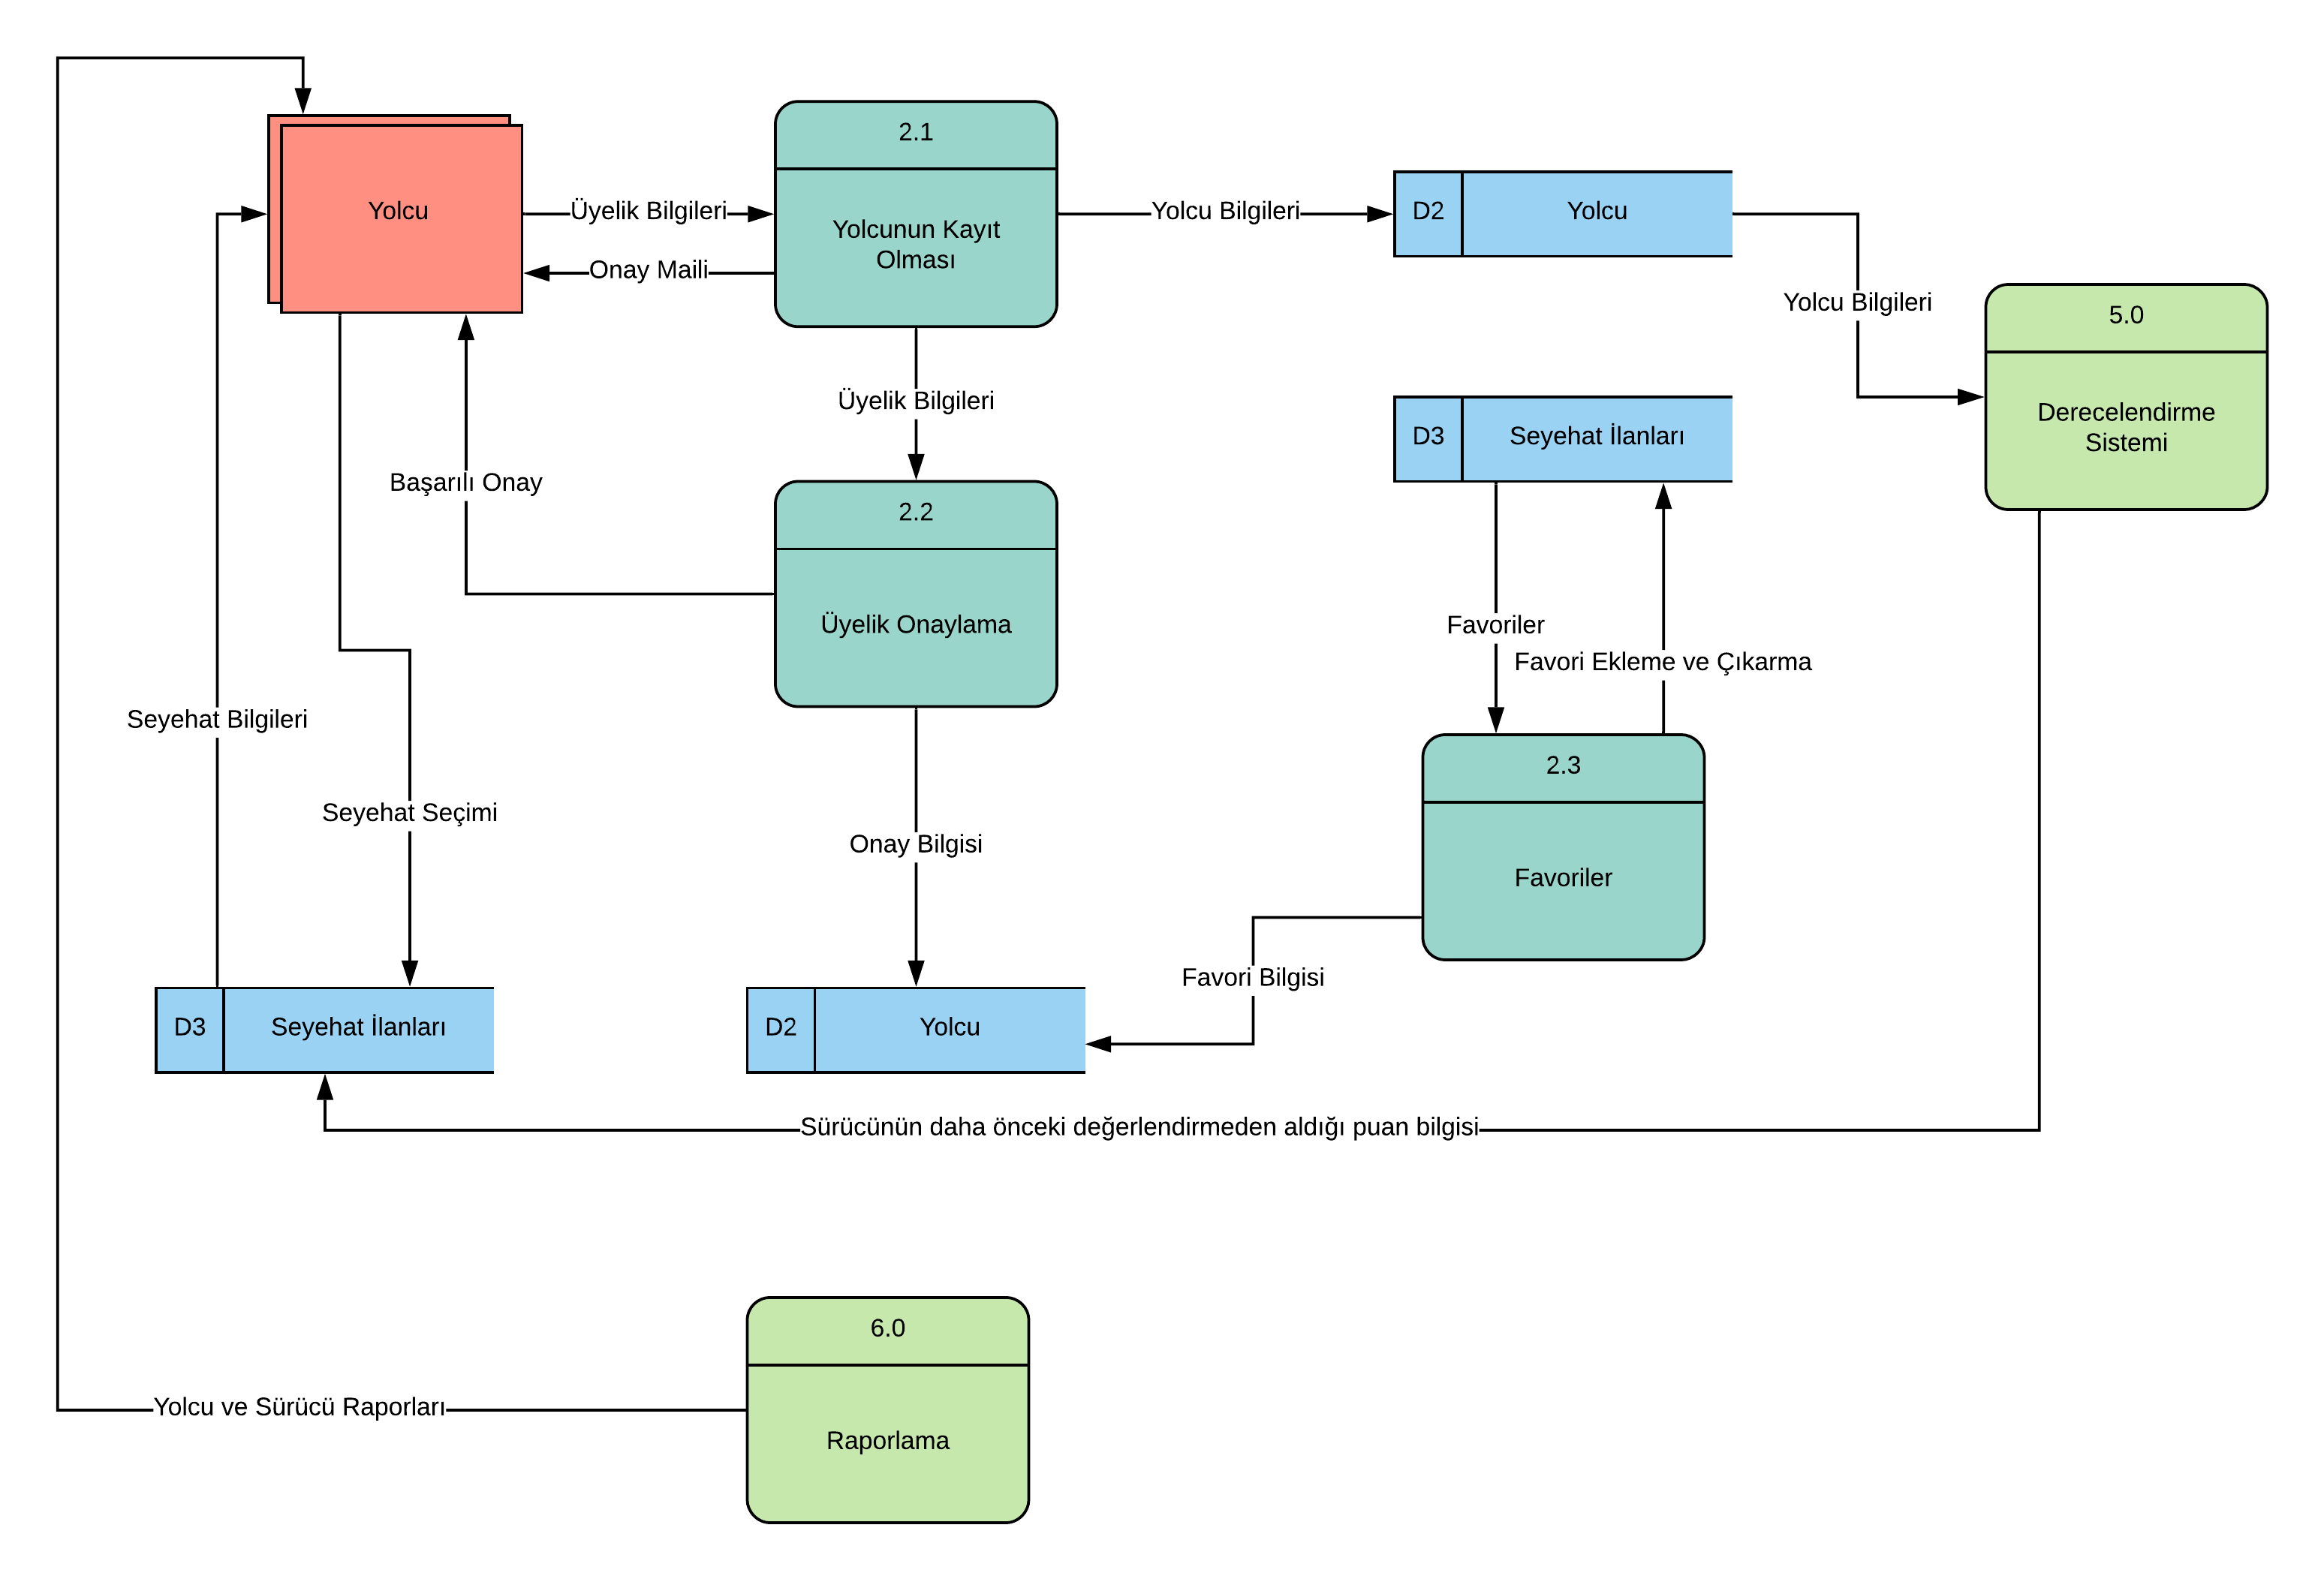 2.1
Yolcu
Üyelik Bilgileri
Yolcunun Kayıt
Olması
Yolcu Bilgileri
D2
Yolcu
Onay Maili
Yolcu Bilgileri
5.0
Derecelendirme
Sistemi
Üyelik Bilgileri
D3
Seyehat İlanları
Başarılı Onay
2.2
Üyelik Onaylama
Favoriler
Favori Ekleme ve Çıkarma
Seyehat Bilgileri
2.3
Seyehat Seçimi
Onay Bilgisi
Favoriler
Favori Bilgisi
D3
Seyehat İlanları
D2
Yolcu
Sürücünün daha önceki değerlendirmeden aldığı puan bilgisi
6.0
Yolcu ve Sürücü Raporları
Raporlama